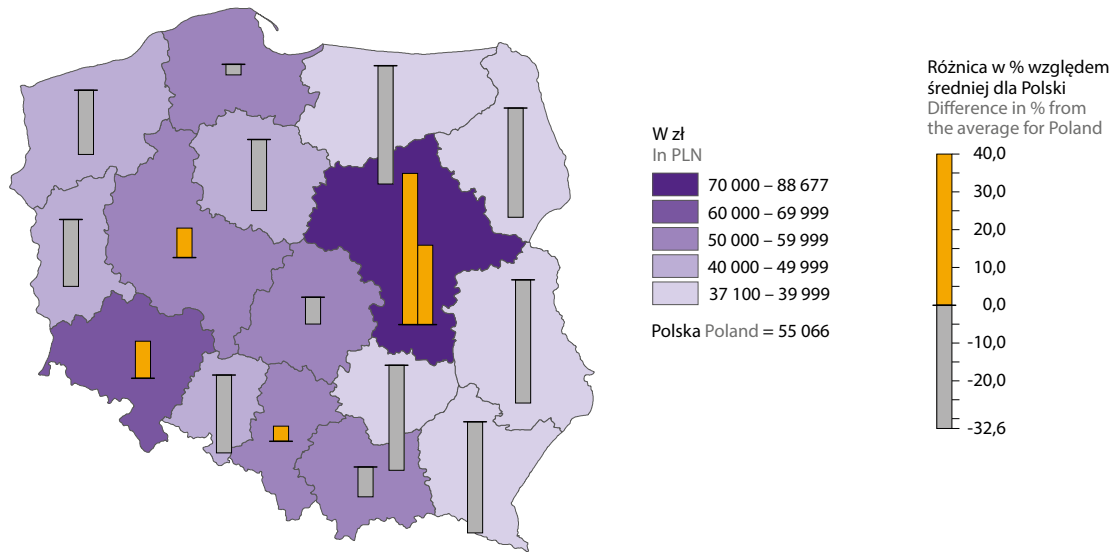 W zł
In PLN
70 000 – 88 677
60 000 – 69 999
50 000 – 59 999
40 000 – 49 999
37 100 – 39 999
Polska Poland = 55 066
Różnica w % względem
średniej dla Polski
Difference in % from
the average for Poland
40,0
30,0
20,0
10,0
0,0
-10,0
-20,0
-32,6